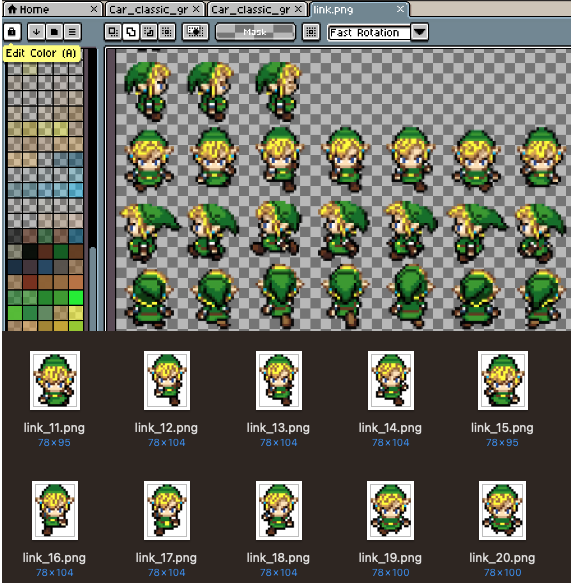 Home
Car_classic_gr
Car_classic_gr
link.png
Mask
Fast Rotation
Edit Color (A)
link_11.png
link_12.png
link_13.png
link_14.png
link_15.png
78×95
78×104
78×104
78×104
78×95
link_16.png
link_17.png
link_18.png
link_19.png
link_20.png
78×104
78×104
78×104
78×100
78×100